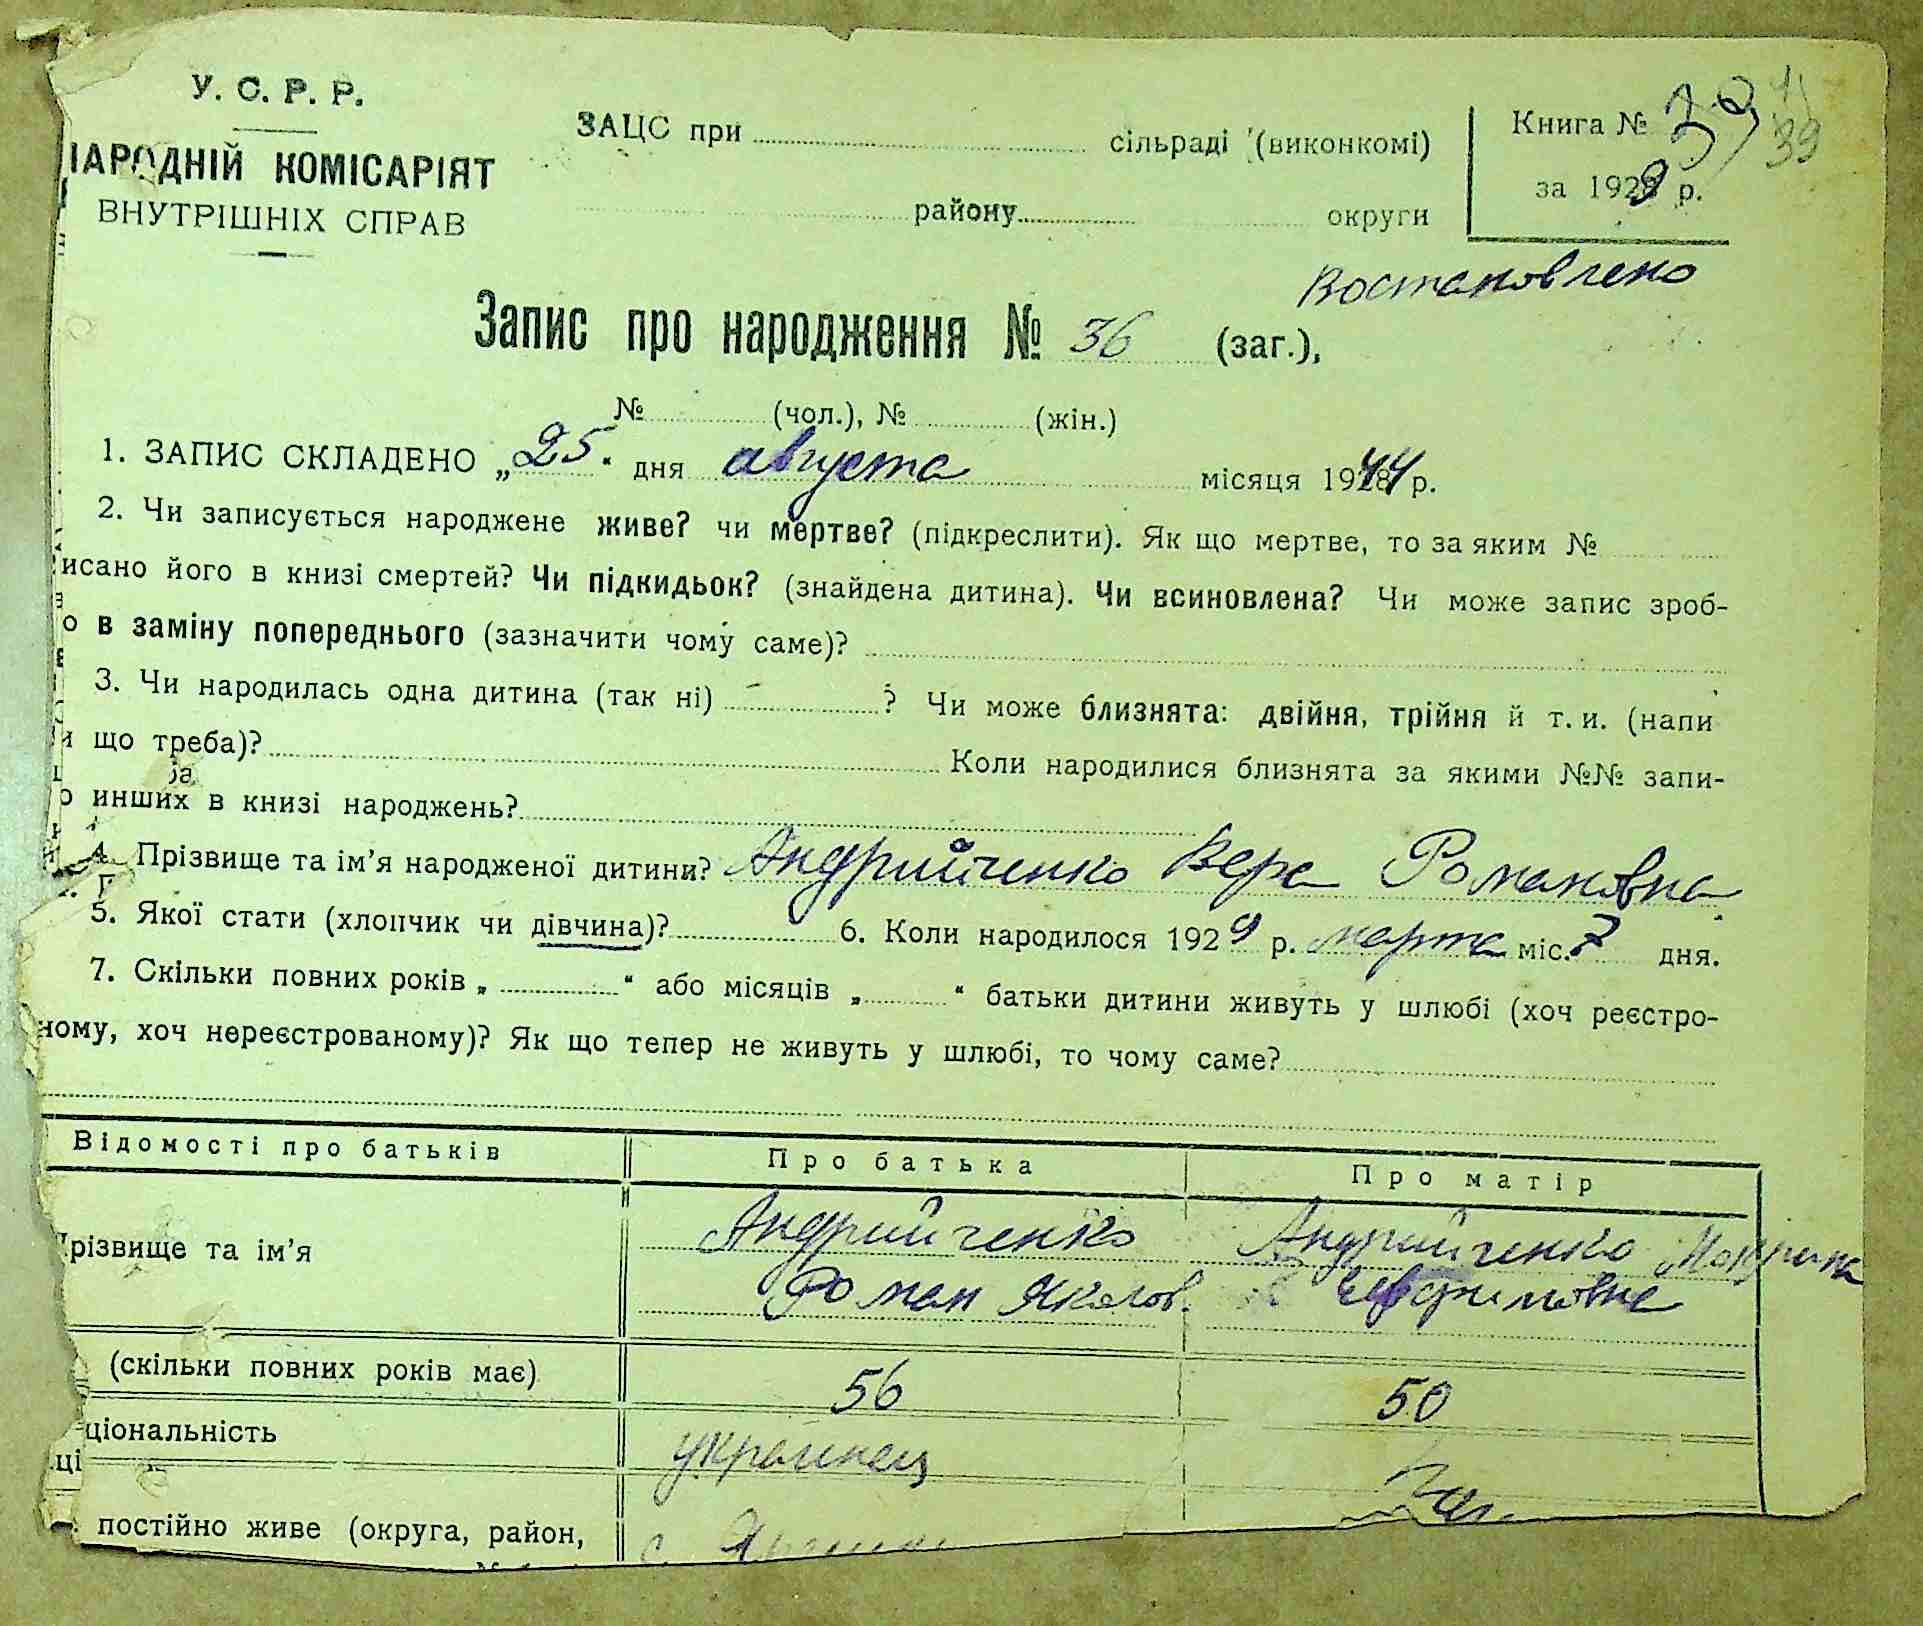 У. С. Р. Р.
НАРОДНІЙ КОМІСАРІЯТ
ВНУТРІШНІХ СПРАВ
ЗАЦС при сільраді (виконкомі)
району округи
Книга №
39
за 1929 р.
Востановлено
Запис про народження № 36 (заг.),
№ (чол.), № (жін.)
1. ЗАПИС СКЛАДЕНО „25“ дня августа місяця 1944 р.
2. Чи записується народжене живе? чи мертве? (підкреслити). Як що мертве, то за яким №
исано його в книзі смертей? Чи підкидьок? (знайдена дитина). Чи всиновлена? Чи може запис зроб-
о в заміну попереднього (зазначити чому саме)?
3. Чи народилась одна дитина (так ні) ? Чи може близнята: двійня, трійня й т. и. (напи
и що треба)? Коли народилися близнята за якими №№ запи-
о инших в книзі народжень?
4. Прізвище та ім’я народженої дитини? Андрийченко Вера Романовна
5. Якої стати (хлопчик чи дівчина)? 6. Коли народилося 1929 р. марта міс. 7 дня.
7. Скільки повних років „ “ або місяців „ “ батьки дитини живуть у шлюбі (хоч реєстро-
ному, хоч нереєстрованому)? Як що тепер не живуть у шлюбі, то чому саме?
Відомості про батьків Про батька Про матір
Прізвище та ім’я Андрийченко Андрийченко Мокрина
Роман Яковов. Евфимовна
(скільки повних років має) 56 50
ціональність украинец
ці
постійно живе (округа, район, с.